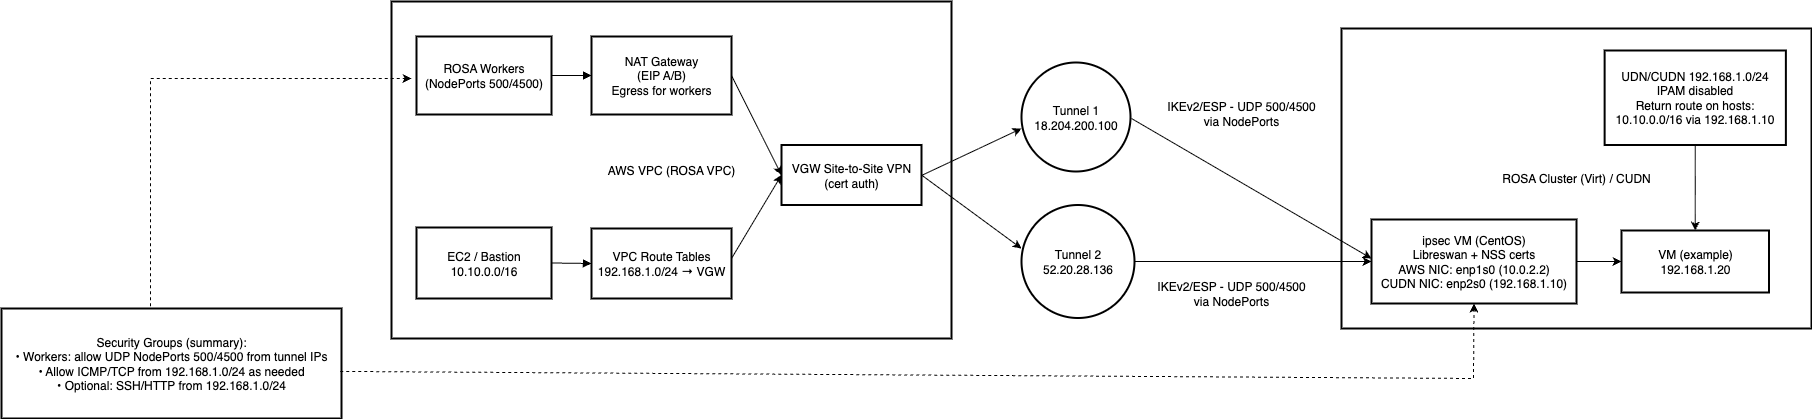 ROSA Workers
(NodePorts 500/4500)
NAT Gateway
(EIP A/B)
Egress for workers
AWS VPC (ROSA VPC)
VGW Site-to-Site VPN
(cert auth)
EC2 / Bastion
10.10.0.0/16
VPC Route Tables
192.168.1.0/24 → VGW
Security Groups (summary):
• Workers: allow UDP NodePorts 500/4500 from tunnel IPs
• Allow ICMP/TCP from 192.168.1.0/24 as needed
• Optional: SSH/HTTP from 192.168.1.0/24
Tunnel 1
18.204.200.100
IKEv2/ESP - UDP 500/4500
via NodePorts
Tunnel 2
52.20.28.136
IKEv2/ESP - UDP 500/4500
via NodePorts
UDN/CUDN 192.168.1.0/24
IPAM disabled
Return route on hosts:
10.10.0.0/16 via 192.168.1.10
ROSA Cluster (Virt) / CUDN
ipsec VM (CentOS)
Libreswan + NSS certs
AWS NIC: enp1s0 (10.0.2.2)
CUDN NIC: enp2s0 (192.168.1.10)
VM (example)
192.168.1.20